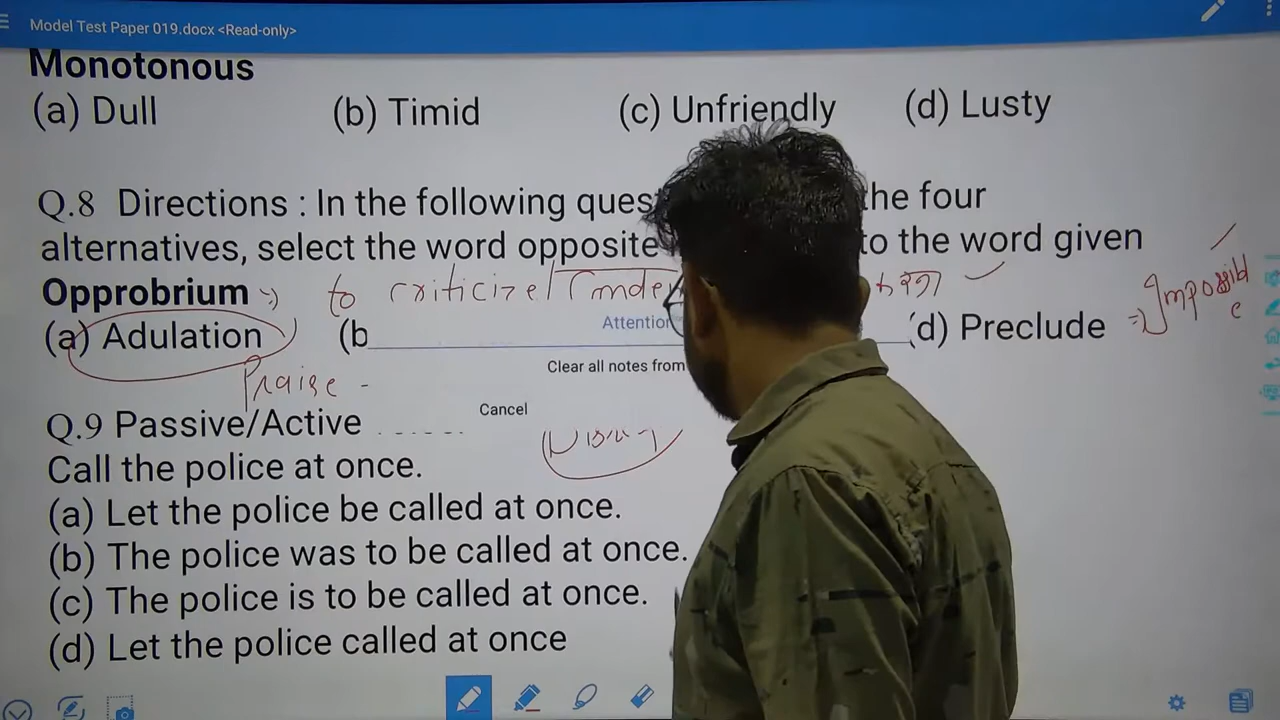 Model Test Paper 019.docx <Read-only>
Monotonous
(a) Dull (b) Timid (c) Unfriendly (d) Lusty
Q.8 Directions : In the following ques the four
alternatives, select the word opposite to the word given
Opprobrium => to criticize /
(a) Adulation (b Attention (d) Preclude => Impossible
Clear all notes from
Praise -
Cancel
Q.9 Passive/Active
Call the police at once.
(a) Let the police be called at once.
(b) The police was to be called at once.
(c) The police is to be called at once.
(d) Let the police called at once